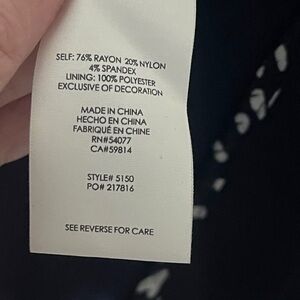 SELF: 76% RAYON 20% NYLON
4% SPANDEX
LINING: 100% POLYESTER
EXCLUSIVE OF DECORATION
MADE IN CHINA
HECHO EN CHINA
FABRIQUÉ EN CHINE
RN#54077
CA#59814
STYLE# 5150
PO# 217816
SEE REVERSE FOR CARE